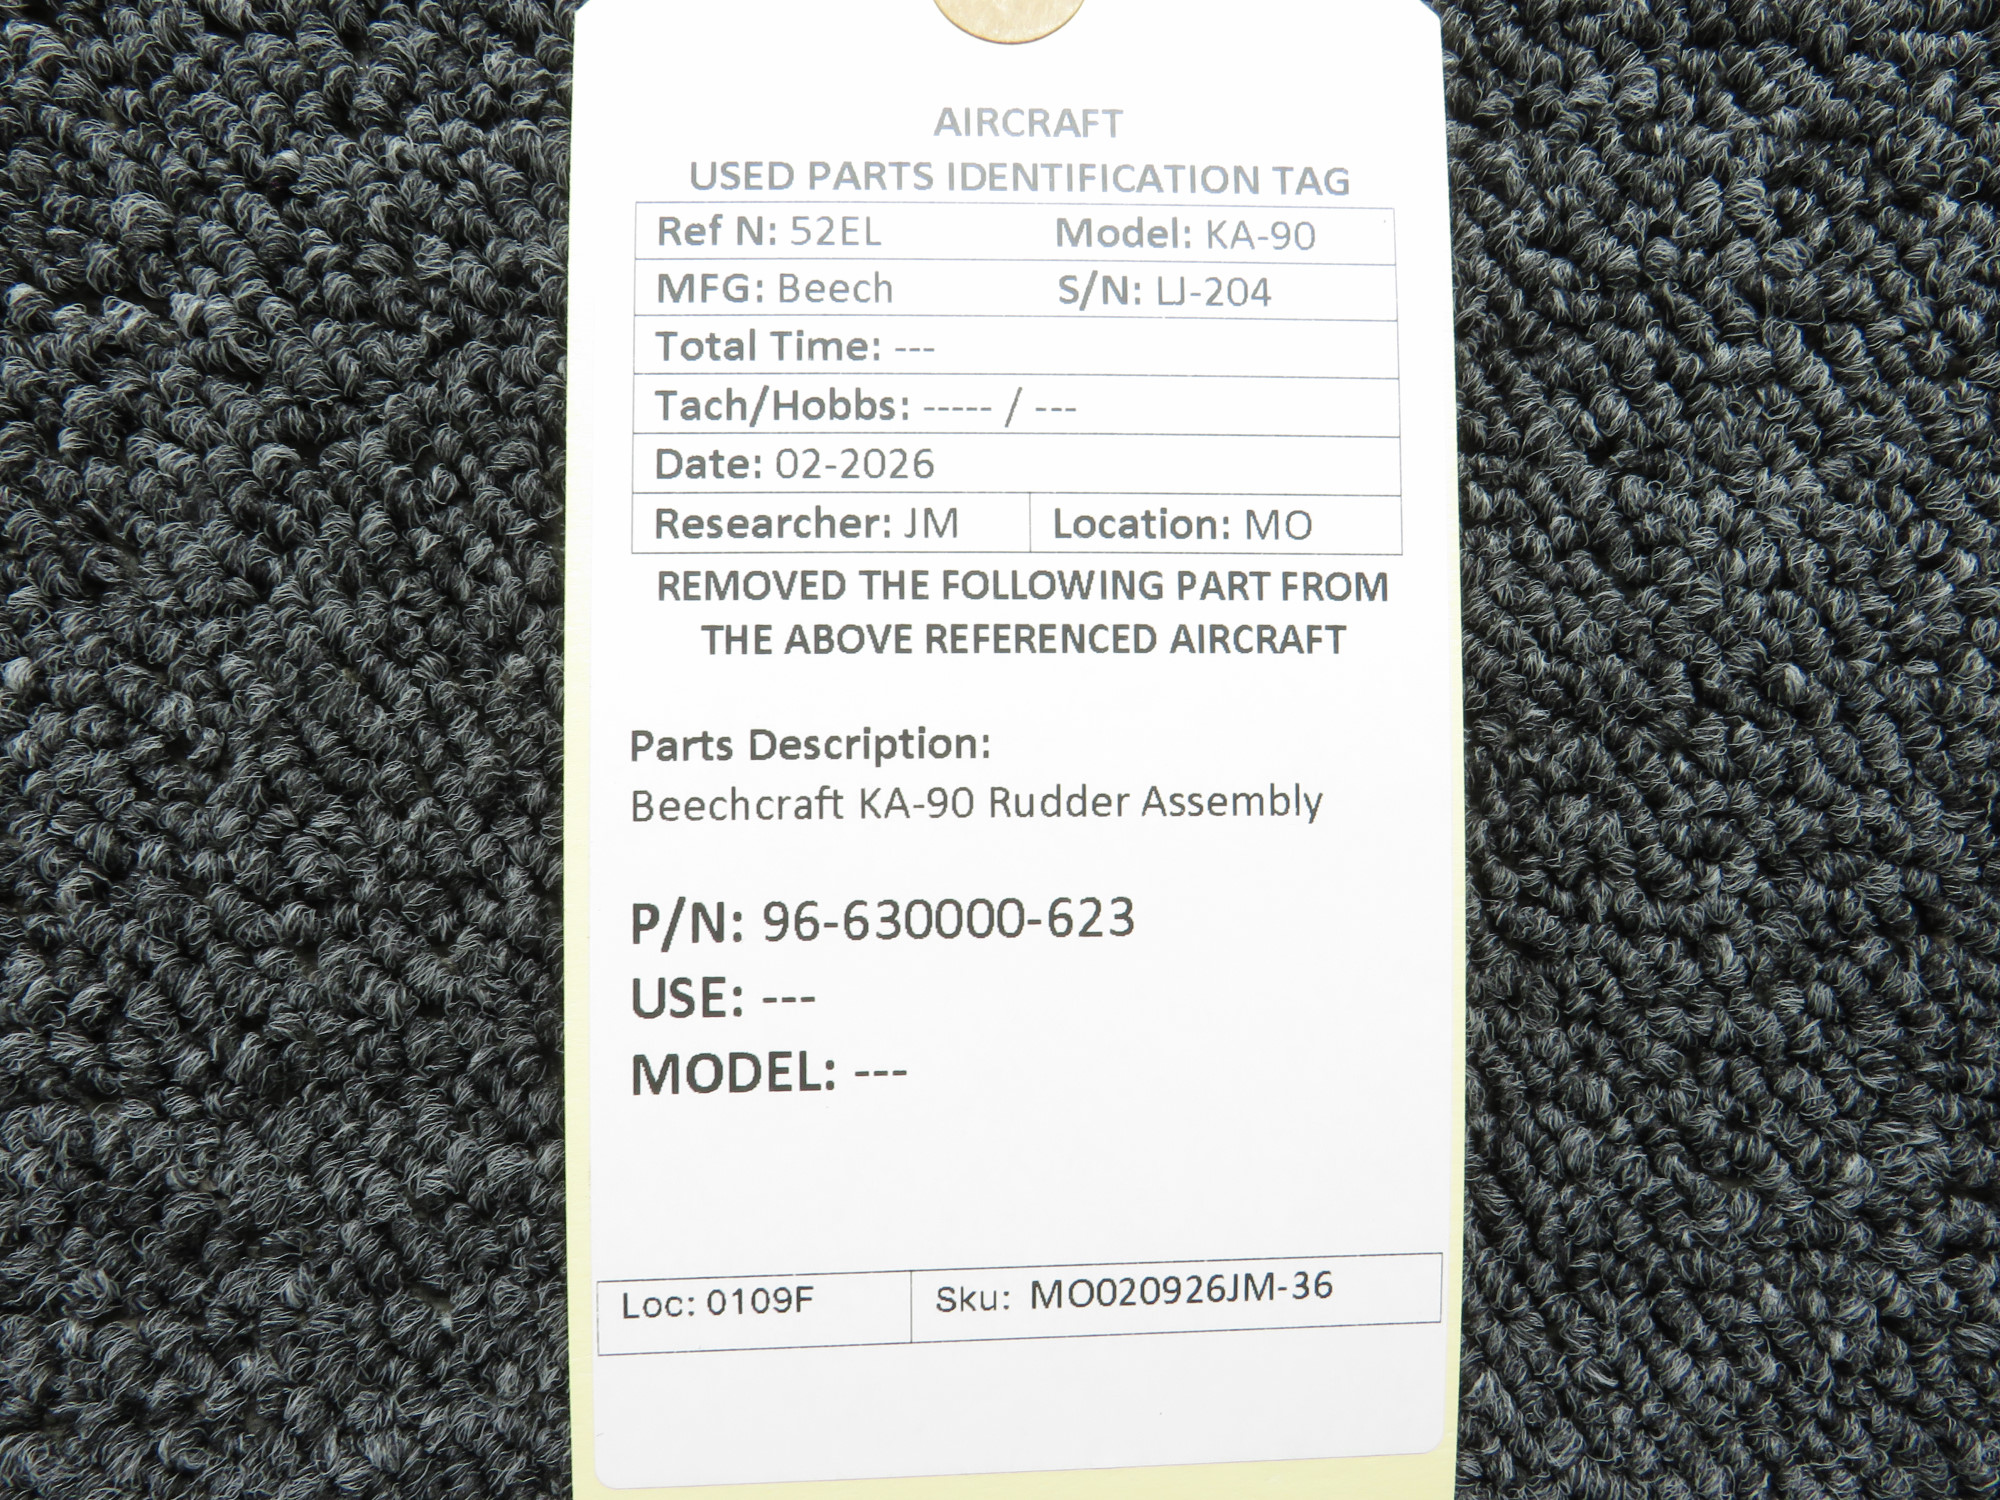 AIRCRAFT
USED PARTS IDENTIFICATION TAG
Ref N: 52EL Model: KA-90
MFG: Beech S/N: LJ-204
Total Time: ---
Tach/Hobbs: ----- / ---
Date: 02-2026
Researcher: JM Location: MO
REMOVED THE FOLLOWING PART FROM
THE ABOVE REFERENCED AIRCRAFT
Parts Description:
Beechcraft KA-90 Rudder Assembly
P/N: 96-630000-623
USE: ---
MODEL: ---
Loc: 0109F Sku: MO020926JM-36